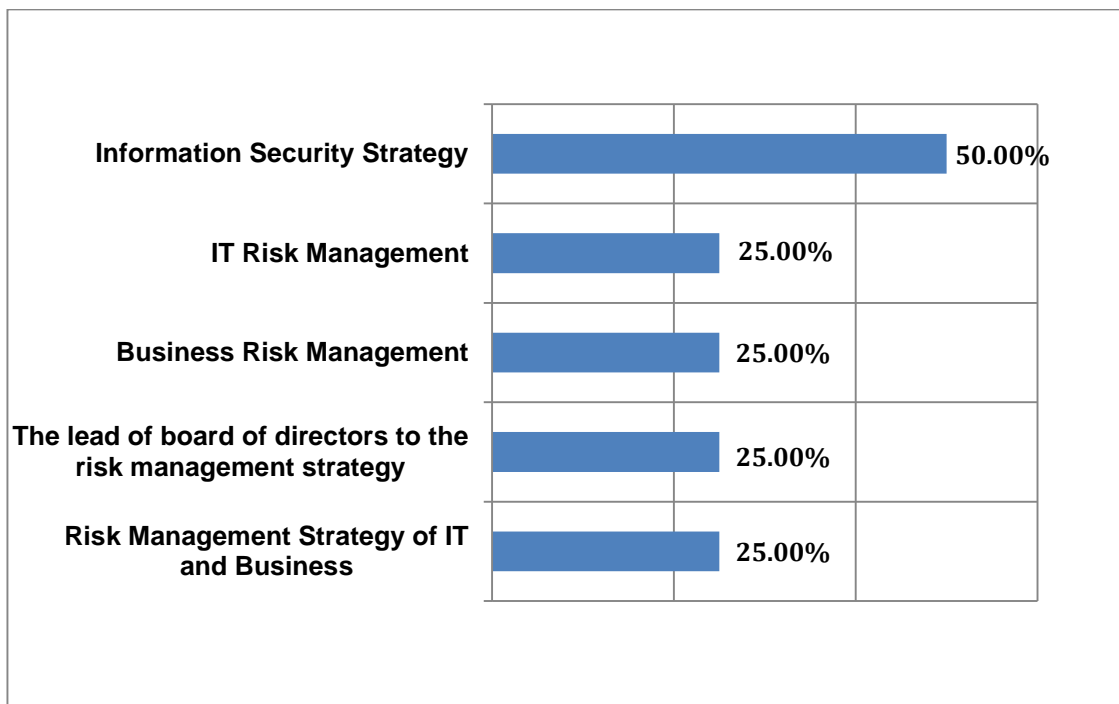 Information Security Strategy
50.00%
IT Risk Management
25.00%
Business Risk Management
25.00%
The lead of board of directors to the
risk management strategy
25.00%
Risk Management Strategy of IT
and Business
25.00%